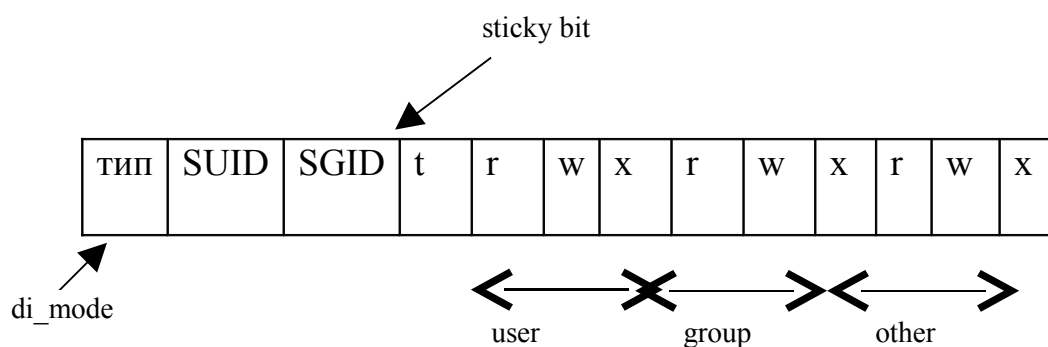 sticky bit
тип SUID SGID t r w x r w x r w x
di_mode
user group other